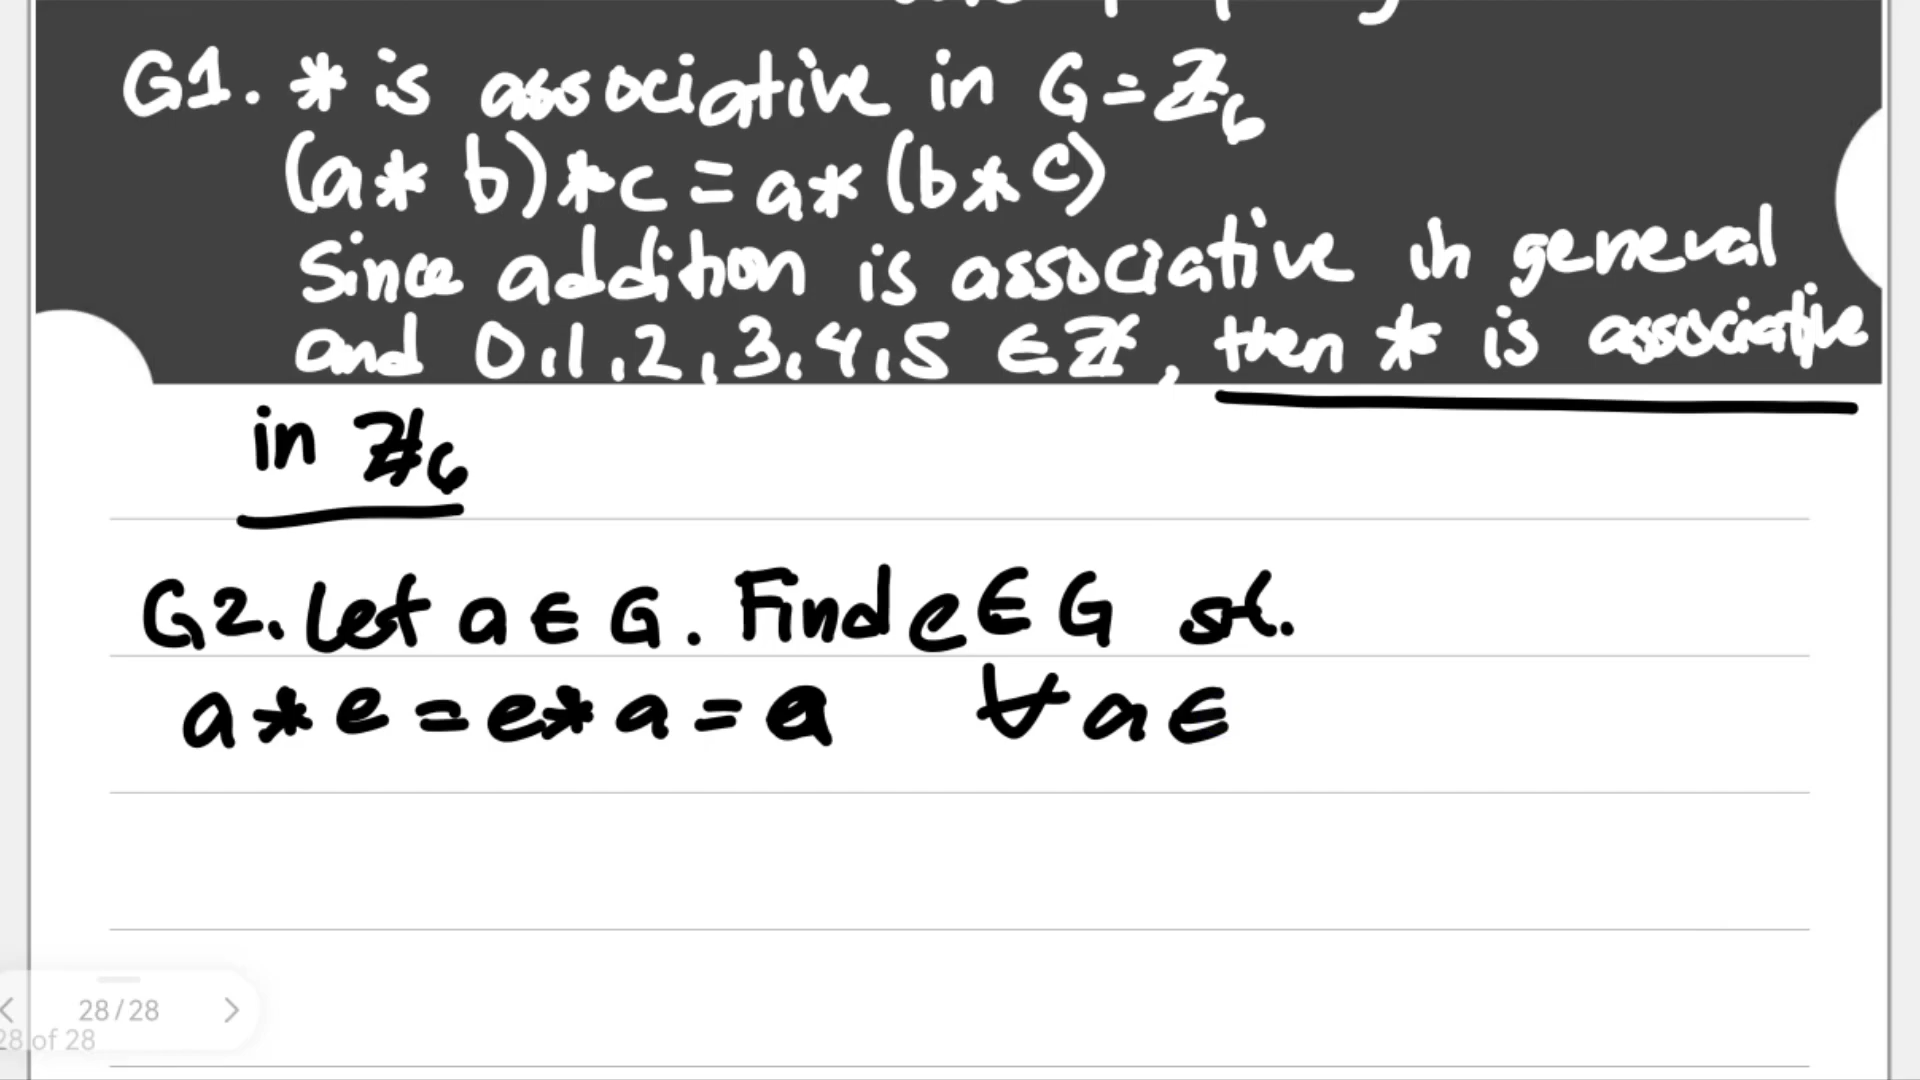 G1. * is associative in G = ℤ₆
(a * b) * c = a * (b * c)
Since addition is associative in general
and 0,1,2,3,4,5 ∈ ℤ, then * is associative
in ℤ₆
G2. Let a ∈ G. Find e ∈ G st.
a * e = e * a = a ∀ a ∈
28/28
28 of 28